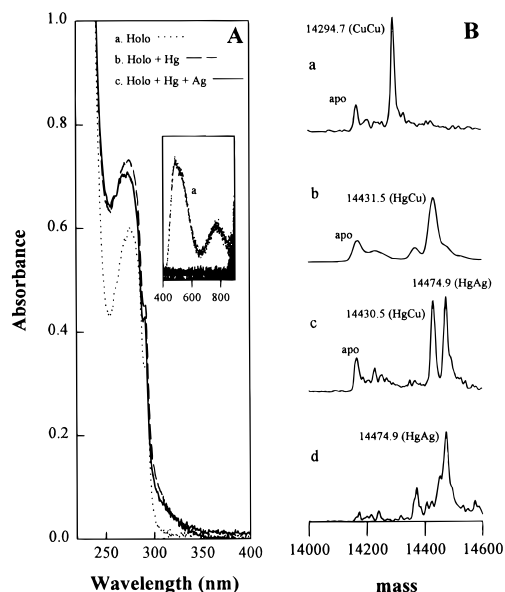 A
a. Holo
b. Holo + Hg
c. Holo + Hg + Ag
1.0
0.8
0.6
0.4
0.2
0.0
Absorbance
a
400 600 800
250 300 350 400
Wavelength (nm)
B
14294.7 (CuCu)
a
apo
b
14431.5 (HgCu)
apo
14474.9 (HgAg)
14430.5 (HgCu)
c
apo
14474.9 (HgAg)
d
14000 14200 14400 14600
mass